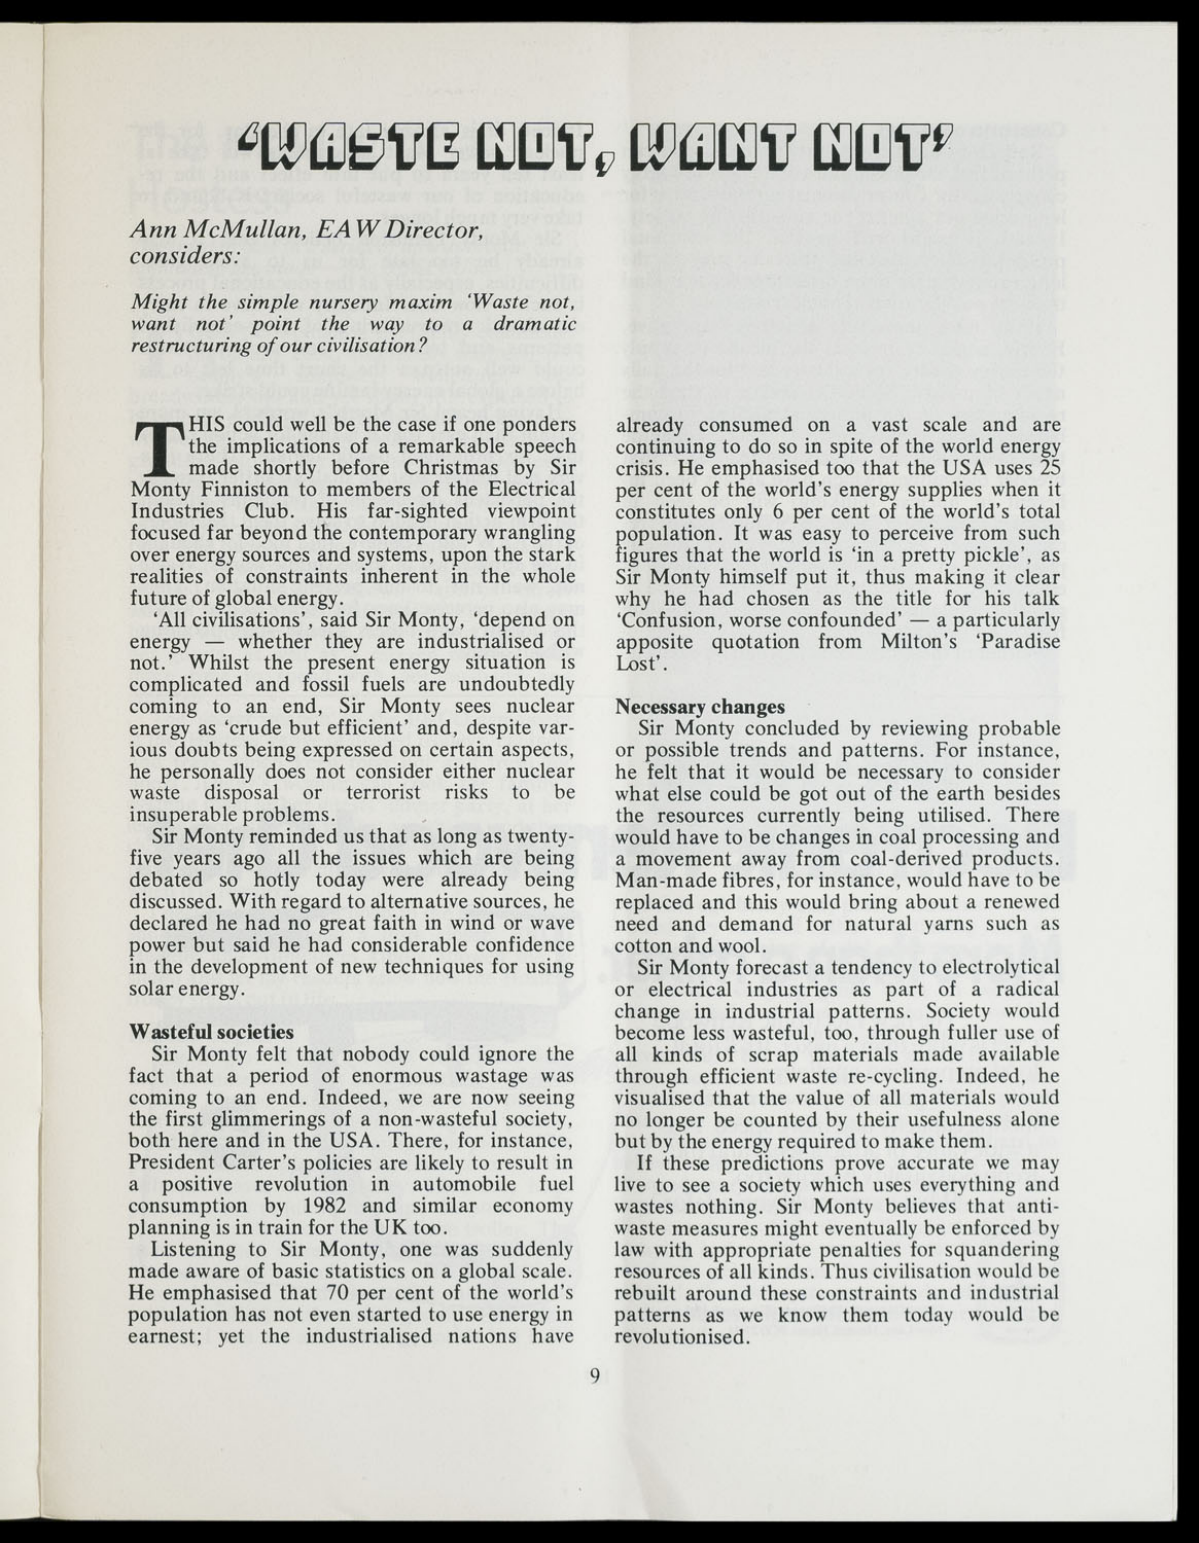 ‘WASTE NOT, WANT NOT’
Ann McMullan, EAW Director,
considers:
Might the simple nursery maxim ‘Waste not,
want not’ point the way to a dramatic
restructuring of our civilisation?
THIS could well be the case if one ponders
the implications of a remarkable speech
made shortly before Christmas by Sir
Monty Finniston to members of the Electrical
Industries Club. His far-sighted viewpoint
focused far beyond the contemporary wrangling
over energy sources and systems, upon the stark
realities of constraints inherent in the whole
future of global energy.
‘All civilisations’, said Sir Monty, ‘depend on
energy — whether they are industrialised or
not.’ Whilst the present energy situation is
complicated and fossil fuels are undoubtedly
coming to an end, Sir Monty sees nuclear
energy as ‘crude but efficient’ and, despite var-
ious doubts being expressed on certain aspects,
he personally does not consider either nuclear
waste disposal or terrorist risks to be
insuperable problems.
Sir Monty reminded us that as long as twenty-
five years ago all the issues which are being
debated so hotly today were already being
discussed. With regard to alternative sources, he
declared he had no great faith in wind or wave
power but said he had considerable confidence
in the development of new techniques for using
solar energy.
Wasteful societies
Sir Monty felt that nobody could ignore the
fact that a period of enormous wastage was
coming to an end. Indeed, we are now seeing
the first glimmerings of a non-wasteful society,
both here and in the USA. There, for instance,
President Carter’s policies are likely to result in
a positive revolution in automobile fuel
consumption by 1982 and similar economy
planning is in train for the UK too.
Listening to Sir Monty, one was suddenly
made aware of basic statistics on a global scale.
He emphasised that 70 per cent of the world’s
population has not even started to use energy in
earnest; yet the industrialised nations have
already consumed on a vast scale and are
continuing to do so in spite of the world energy
crisis. He emphasised too that the USA uses 25
per cent of the world’s energy supplies when it
constitutes only 6 per cent of the world’s total
population. It was easy to perceive from such
figures that the world is ‘in a pretty pickle’, as
Sir Monty himself put it, thus making it clear
why he had chosen as the title for his talk
‘Confusion, worse confounded’ — a particularly
apposite quotation from Milton’s ‘Paradise
Lost’.
Necessary changes
Sir Monty concluded by reviewing probable
or possible trends and patterns. For instance,
he felt that it would be necessary to consider
what else could be got out of the earth besides
the resources currently being utilised. There
would have to be changes in coal processing and
a movement away from coal-derived products.
Man-made fibres, for instance, would have to be
replaced and this would bring about a renewed
need and demand for natural yarns such as
cotton and wool.
Sir Monty forecast a tendency to electrolytical
or electrical industries as part of a radical
change in industrial patterns. Society would
become less wasteful, too, through fuller use of
all kinds of scrap materials made available
through efficient waste re-cycling. Indeed, he
visualised that the value of all materials would
no longer be counted by their usefulness alone
but by the energy required to make them.
If these predictions prove accurate we may
live to see a society which uses everything and
wastes nothing. Sir Monty believes that anti-
waste measures might eventually be enforced by
law with appropriate penalties for squandering
resources of all kinds. Thus civilisation would be
rebuilt around these constraints and industrial
patterns as we know them today would be
revolutionised.
9